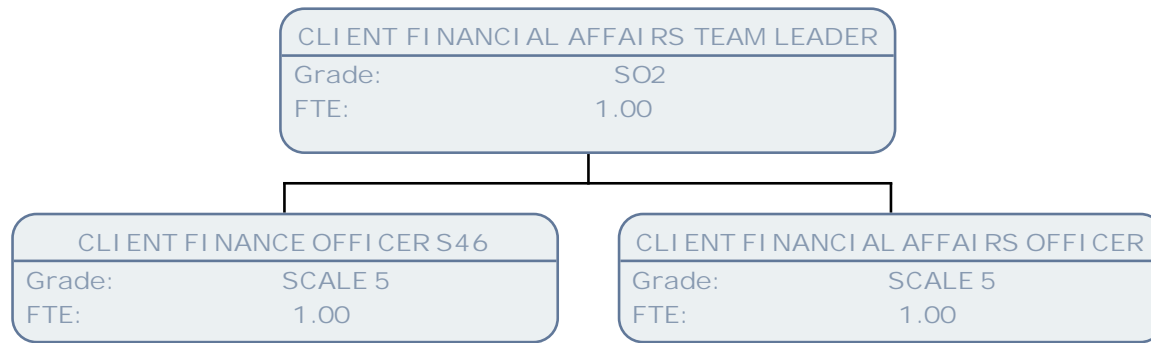 CLIENT FINANCIAL AFFAIRS TEAM LEADER
Grade: SO2
FTE: 1.00
CLIENT FINANCE OFFICER S46
Grade: SCALE 5
FTE: 1.00
CLIENT FINANCIAL AFFAIRS OFFICER
Grade: SCALE 5
FTE: 1.00